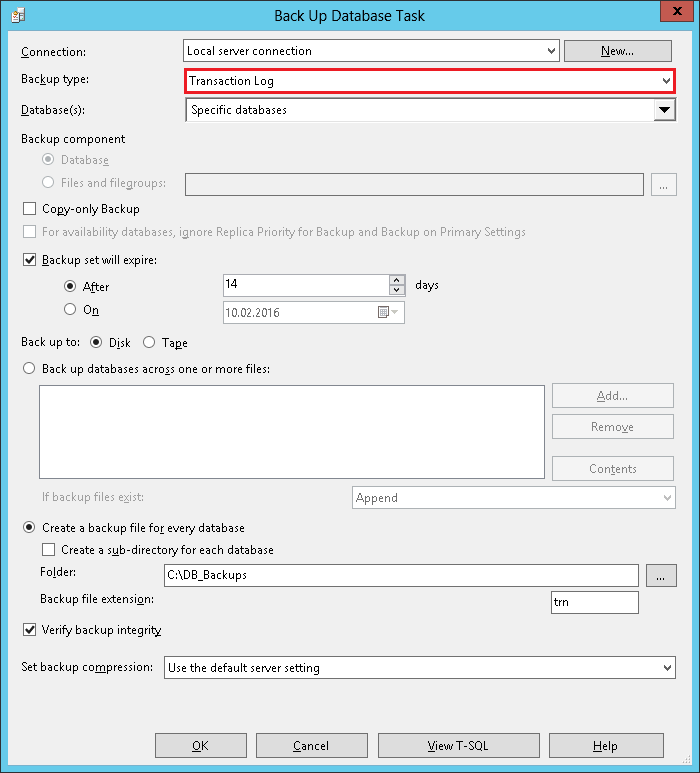 Back Up Database Task
Connection: Local server connection New...
Backup type: Transaction Log
Database(s): Specific databases
Backup component
Database
Files and filegroups: ...
Copy-only Backup
For availability databases, ignore Replica Priority for Backup and Backup on Primary Settings
Backup set will expire:
After 14 days
On 10.02.2016
Back up to: Disk Tape
Back up databases across one or more files:
Add...
Remove
Contents
If backup files exist: Append
Create a backup file for every database
Create a sub-directory for each database
Folder: C:\DB_Backups ...
Backup file extension: trn
Verify backup integrity
Set backup compression: Use the default server setting
OK Cancel View T-SQL Help